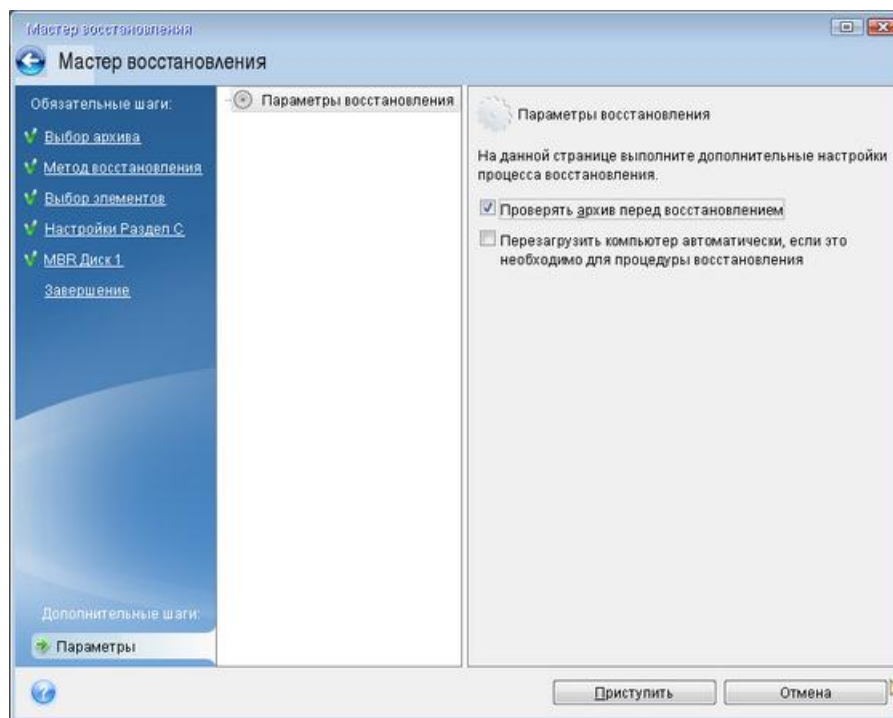 Мастер восстановления
Мастер восстановления
Обязательные шаги:
Выбор архива
Метод восстановления
Выбор элементов
Настройки Раздел C
MBR Диск 1
Завершение
Дополнительные шаги:
Параметры
Параметры восстановления
Параметры восстановления
На данной странице выполните дополнительные настройки
процесса восстановления.
Проверять архив перед восстановлением
Перезагрузить компьютер автоматически, если это
необходимо для процедуры восстановления
Приступить
Отмена